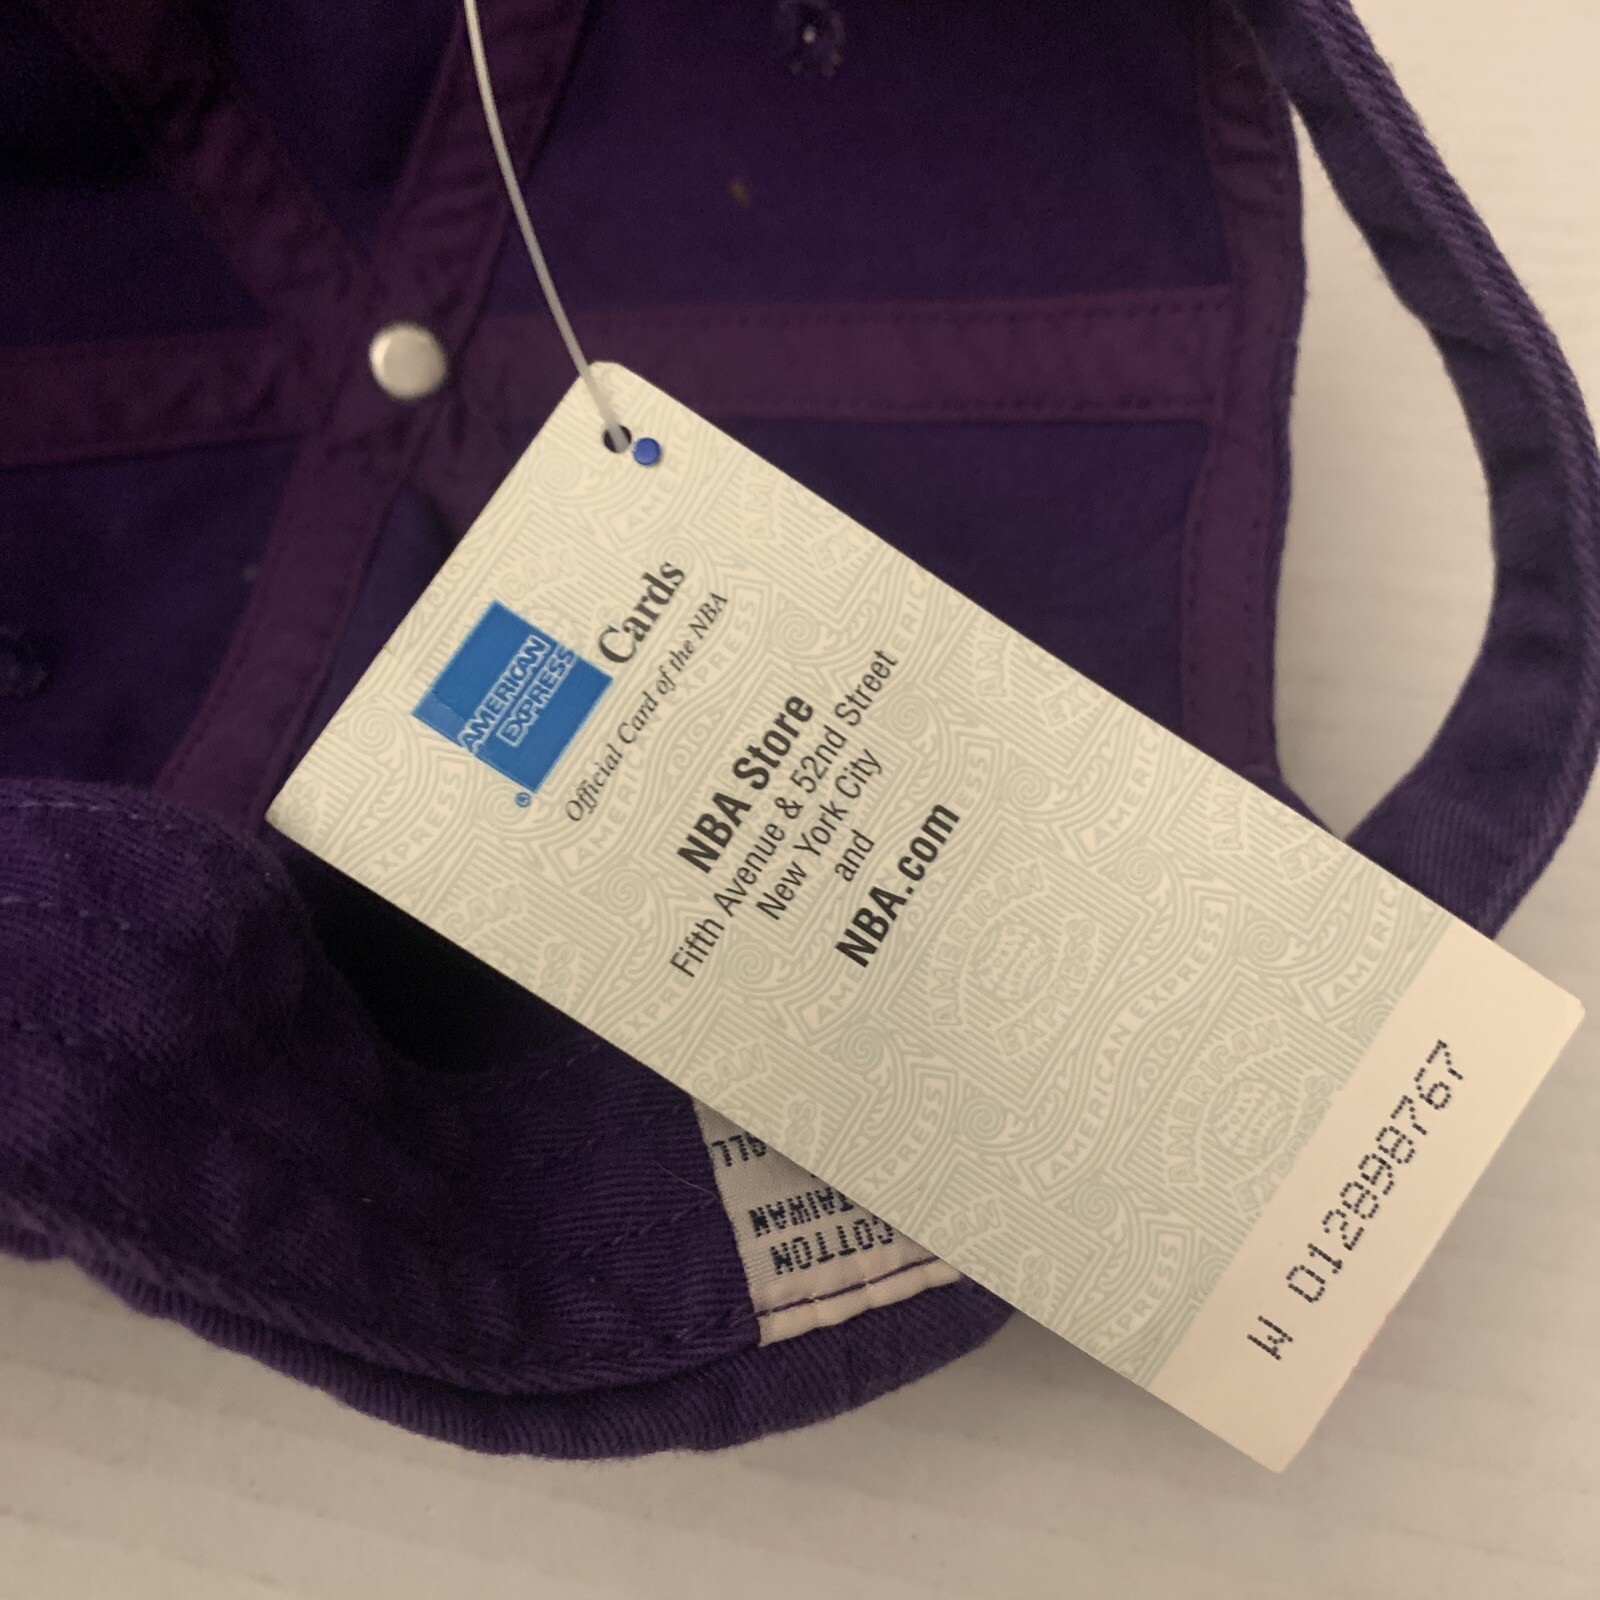 AMERICAN
EXPRESS
®
Cards
Official Card of the NBA
NBA Store
Fifth Avenue & 52nd Street
New York City
and
NBA.com
W 012898767
COTTON
TAIWAN
ALL